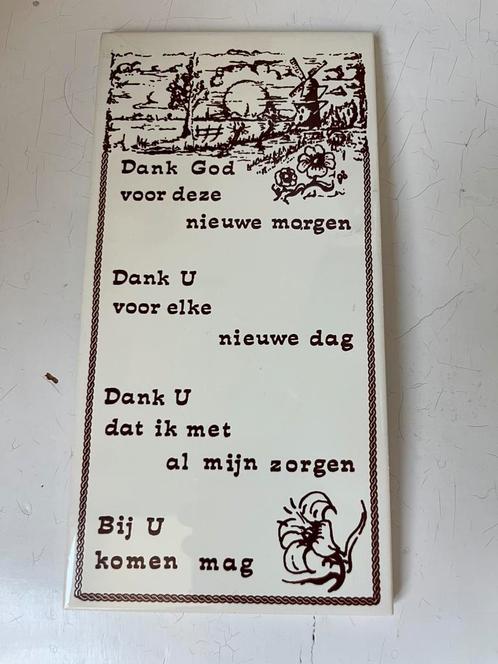 Dank God
voor deze
nieuwe morgen
Dank U
voor elke
nieuwe dag
Dank U
dat ik met
al mijn zorgen
Bij U
komen mag